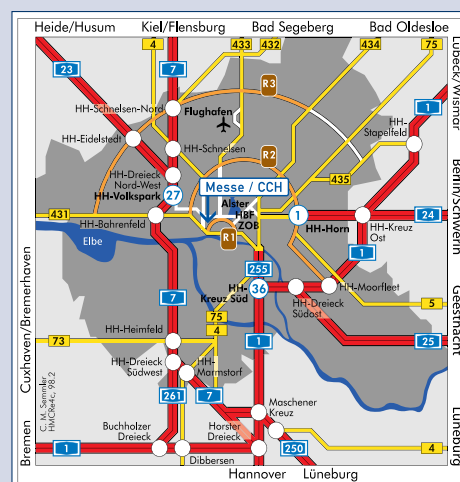 Heide/Husum
Kiel/Flensburg
Bad Segeberg
Bad Oldesloe
4
433
432
434
75
23
7
R3
1
HH-Schnelsen-Nord
Flughafen
HH-
Stapelfeld
Lübeck/Wismar
HH-Eidelstedt
HH-Schnelsen
R2
HH-Dreieck
Nord-West
HH-Volkspark
27
Messe / CCH
435
Alster
HBF
ZOB
431
HH-Bahrenfeld
1
HH-Horn
24
HH-Kreuz
Ost
Berlin/Schwerin
Elbe
R1
255
1
HH-
Kreuz Süd
36
HH-Moorfleet
7
HH-Dreieck
Südost
5
75
4
Geesthacht
HH-Heimfeld
73
1
25
HH-Dreieck
Südwest
HH-
Marmstorf
Cuxhaven/Bremerhaven
C. M. Semmler
HMCRe4c, 98.2
261
7
Maschener
Kreuz
Buchholzer
Dreieck
Horster
Dreieck
Bremen
1
Dibbersen
250
4
Lüneburg
Hannover
Lüneburg